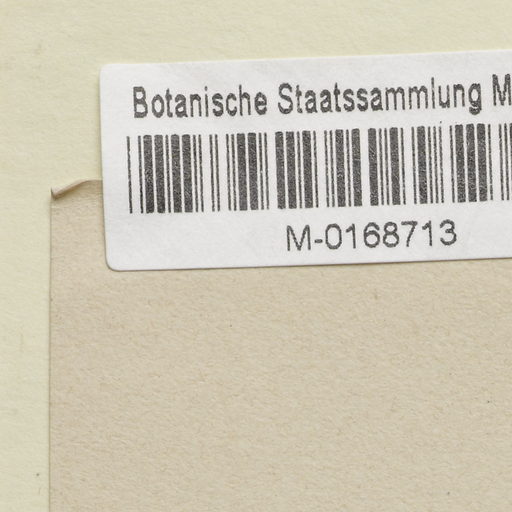 Botanische Staatssammlung M
M-0168713